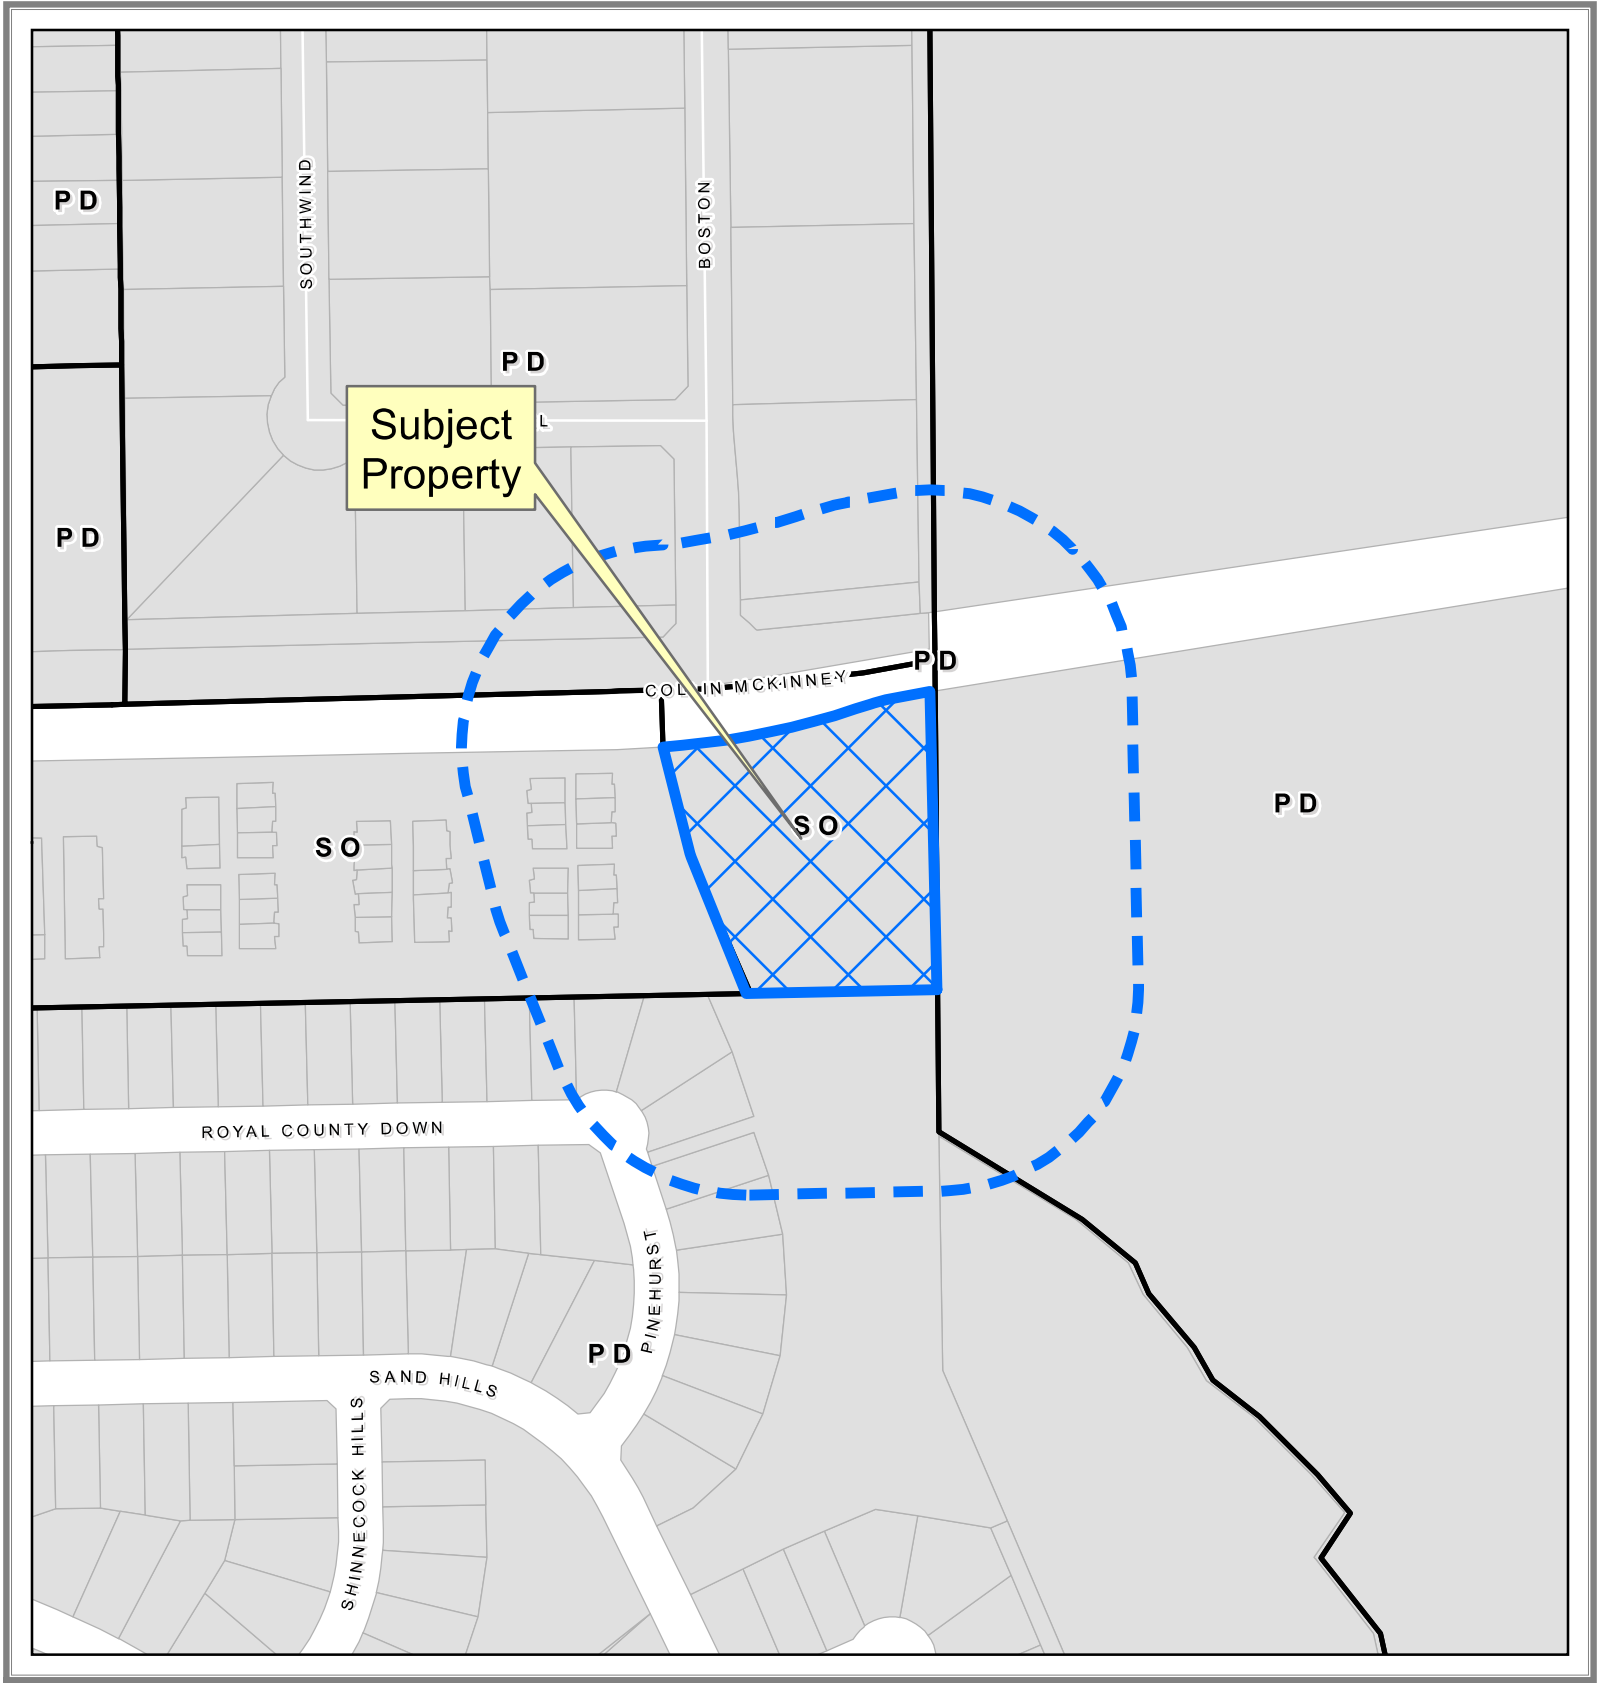 SOUTHWIND
BOSTON
PD
PD
Subject
Property
L
PD
PD
COLLIN MCKINNEY
PD
SO
SO
ROYAL COUNTY DOWN
PINEHURST
PD
SAND HILLS
SHINNECOCK HILLS